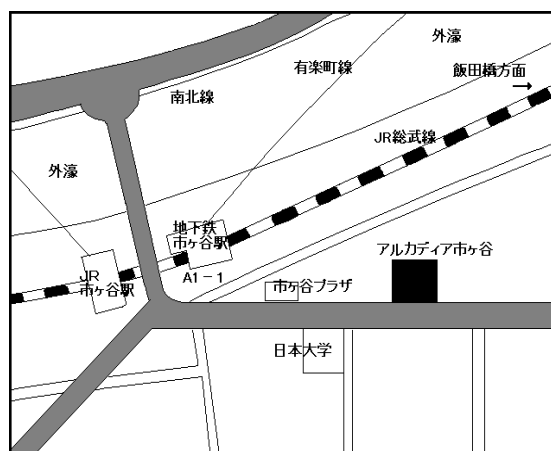 外濠
有楽町線
飯田橋方面
→
南北線
JR総武線
外濠
地下鉄
市ヶ谷駅
アルカディア市ヶ谷
JR
市ヶ谷駅
A1－1
市ヶ谷プラザ
日本大学